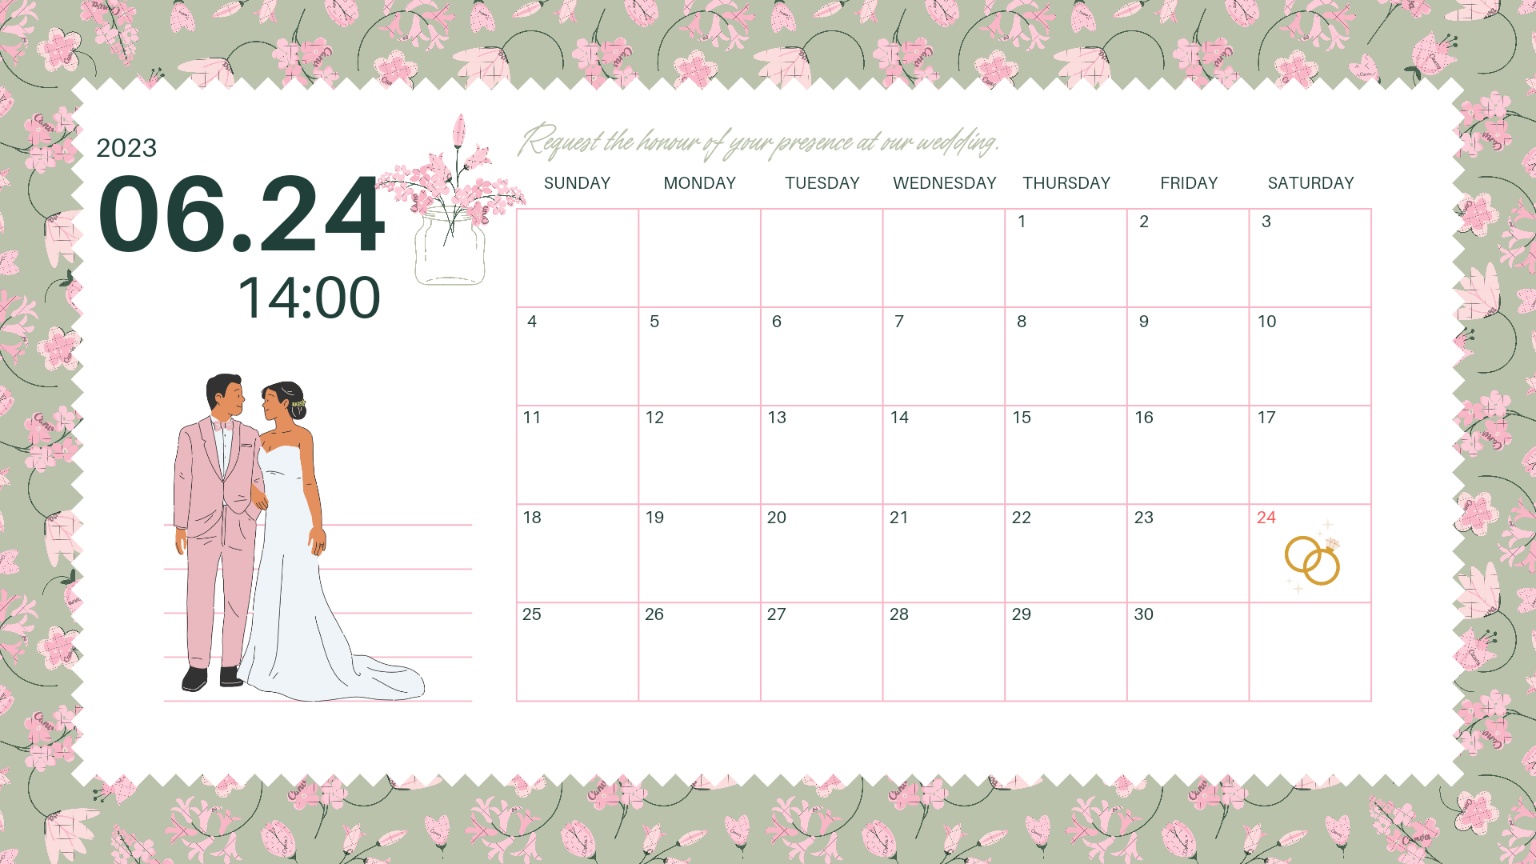 2023
06.24
14:00
Request the honour of your presence at our wedding.
SUNDAY MONDAY TUESDAY WEDNESDAY THURSDAY FRIDAY SATURDAY
1 2 3
4 5 6 7 8 9 10
11 12 13 14 15 16 17
18 19 20 21 22 23 24
25 26 27 28 29 30